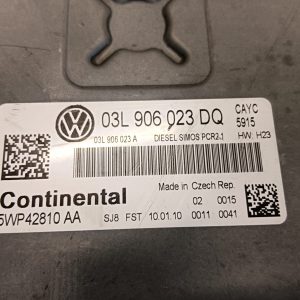 03L 906 023 DQ CAYC
5915
03L 906 023 A DIESEL SIMOS PCR2.1 HW: H23
Continental Made in Czech Rep.
5WP42810 AA 02 0015
SJ8 FST 10.01.10 0011 0041